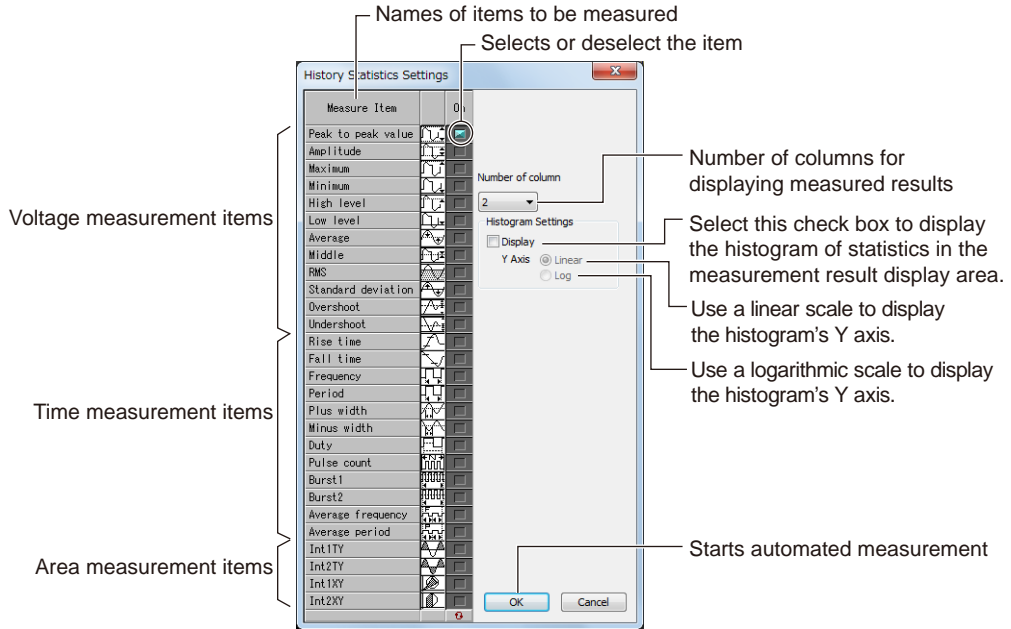 Names of items to be measured
Selects or deselect the item
History Statistics Settings
Measure Item
On
Peak to peak value
Amplitude
Maximum
Minimum
High level
Low level
Average
Middle
RMS
Standard deviation
Overshoot
Undershoot
Rise time
Fall time
Frequency
Period
Plus width
Minus width
Duty
Pulse count
Burst1
Burst2
Average frequency
Average period
Int1TY
Int2TY
Int1XY
Int2XY
Voltage measurement items
Time measurement items
Area measurement items
Number of column
2
Histogram Settings
Display
Y Axis
Linear
Log
OK
Cancel
Number of columns for
displaying measured results
Select this check box to display
the histogram of statistics in the
measurement result display area.
Use a linear scale to display
the histogram's Y axis.
Use a logarithmic scale to display
the histogram's Y axis.
Starts automated measurement